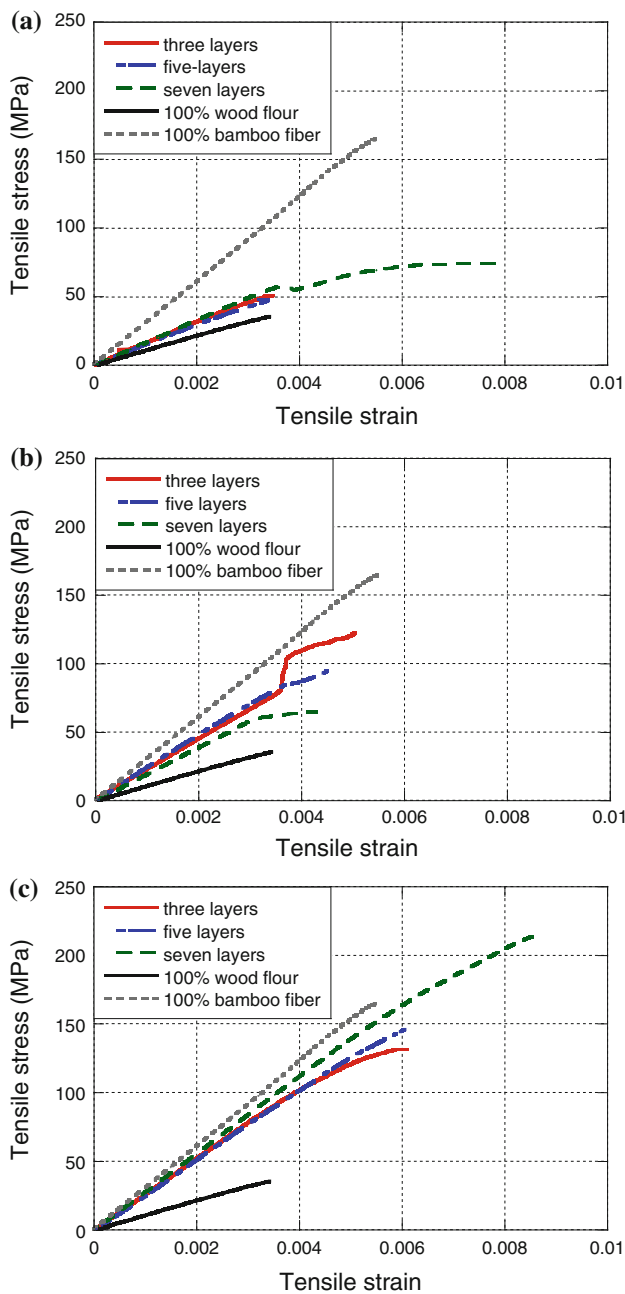 (a)
250
200
150
100
50
0
Tensile stress (MPa)
three layers
five-layers
seven layers
100% wood flour
100% bamboo fiber
0 0.002 0.004 0.006 0.008 0.01
Tensile strain
(b)
250
200
150
100
50
0
Tensile stress (MPa)
three layers
five layers
seven layers
100% wood flour
100% bamboo fiber
0 0.002 0.004 0.006 0.008 0.01
Tensile strain
(c)
250
200
150
100
50
0
Tensile stress (MPa)
three layers
five layers
seven layers
100% wood flour
100% bamboo fiber
0 0.002 0.004 0.006 0.008 0.01
Tensile strain